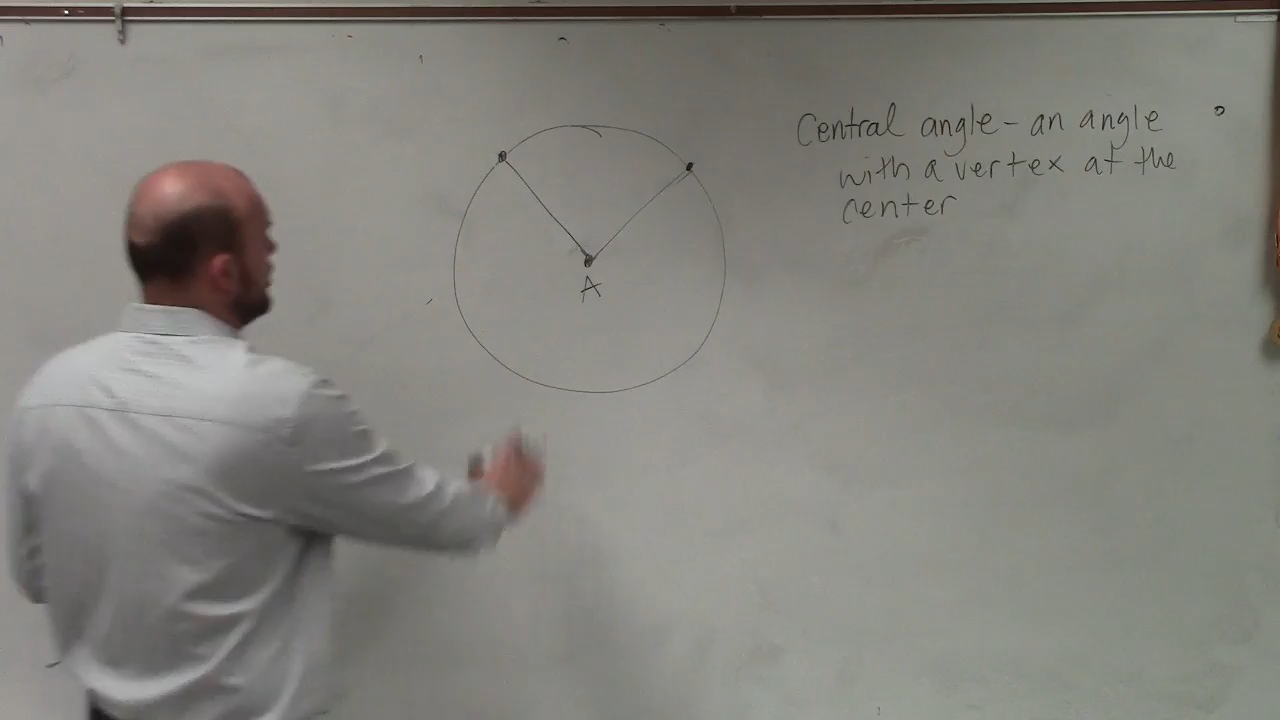 A
Central angle - an angle
with a vertex at the
center